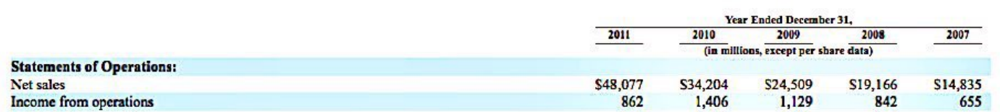 Year Ended December 31,
2011 2010 2009 2008 2007
(in millions, except per share data)
Statements of Operations:
Net sales $48,077 $34,204 $24,509 $19,166 $14,835
Income from operations 862 1,406 1,129 842 655